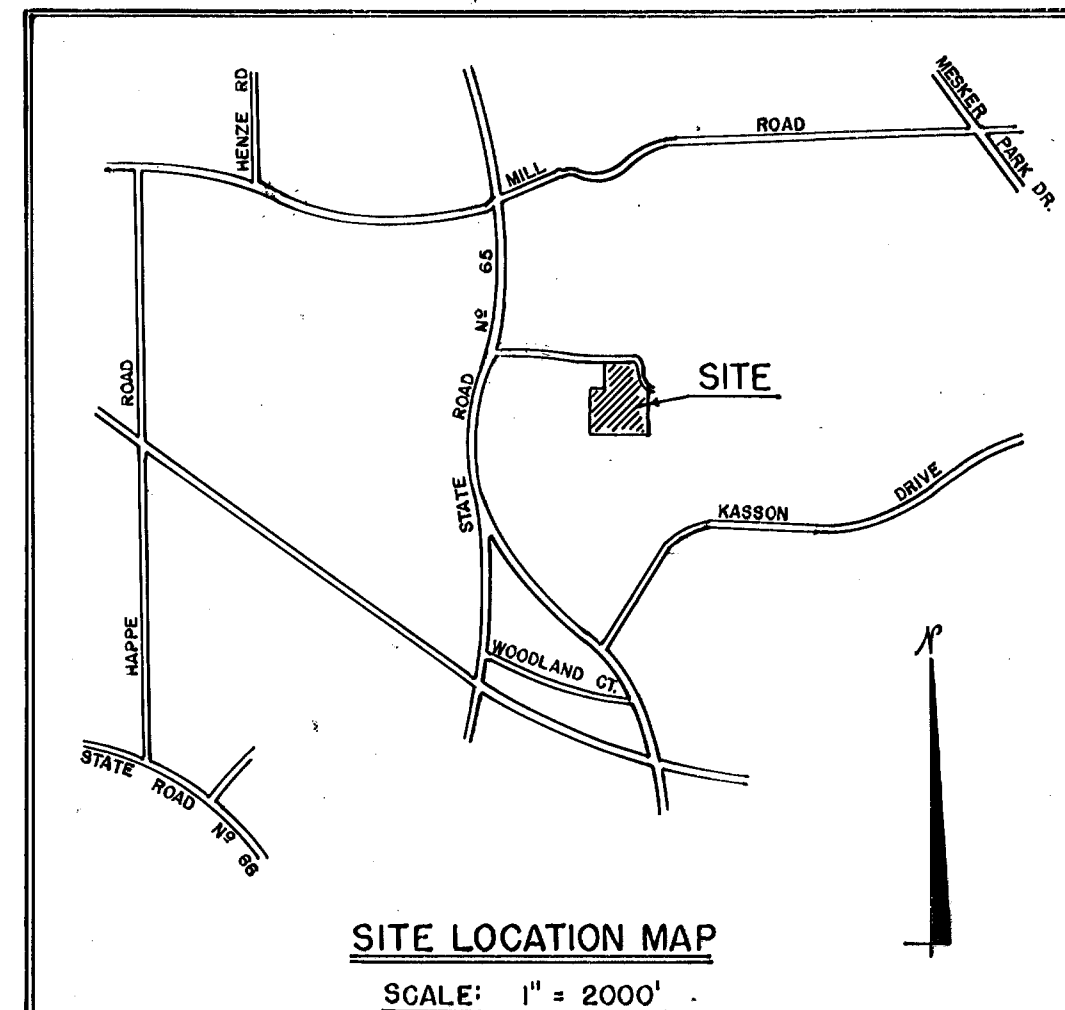 MESKER PARK DR.
HENZE RD
MILL ROAD
STATE ROAD Nº 65
HAPPE ROAD
SITE
KASSON DRIVE
WOODLAND CT.
STATE ROAD Nº 66
N
SITE LOCATION MAP
SCALE: 1" = 2000'